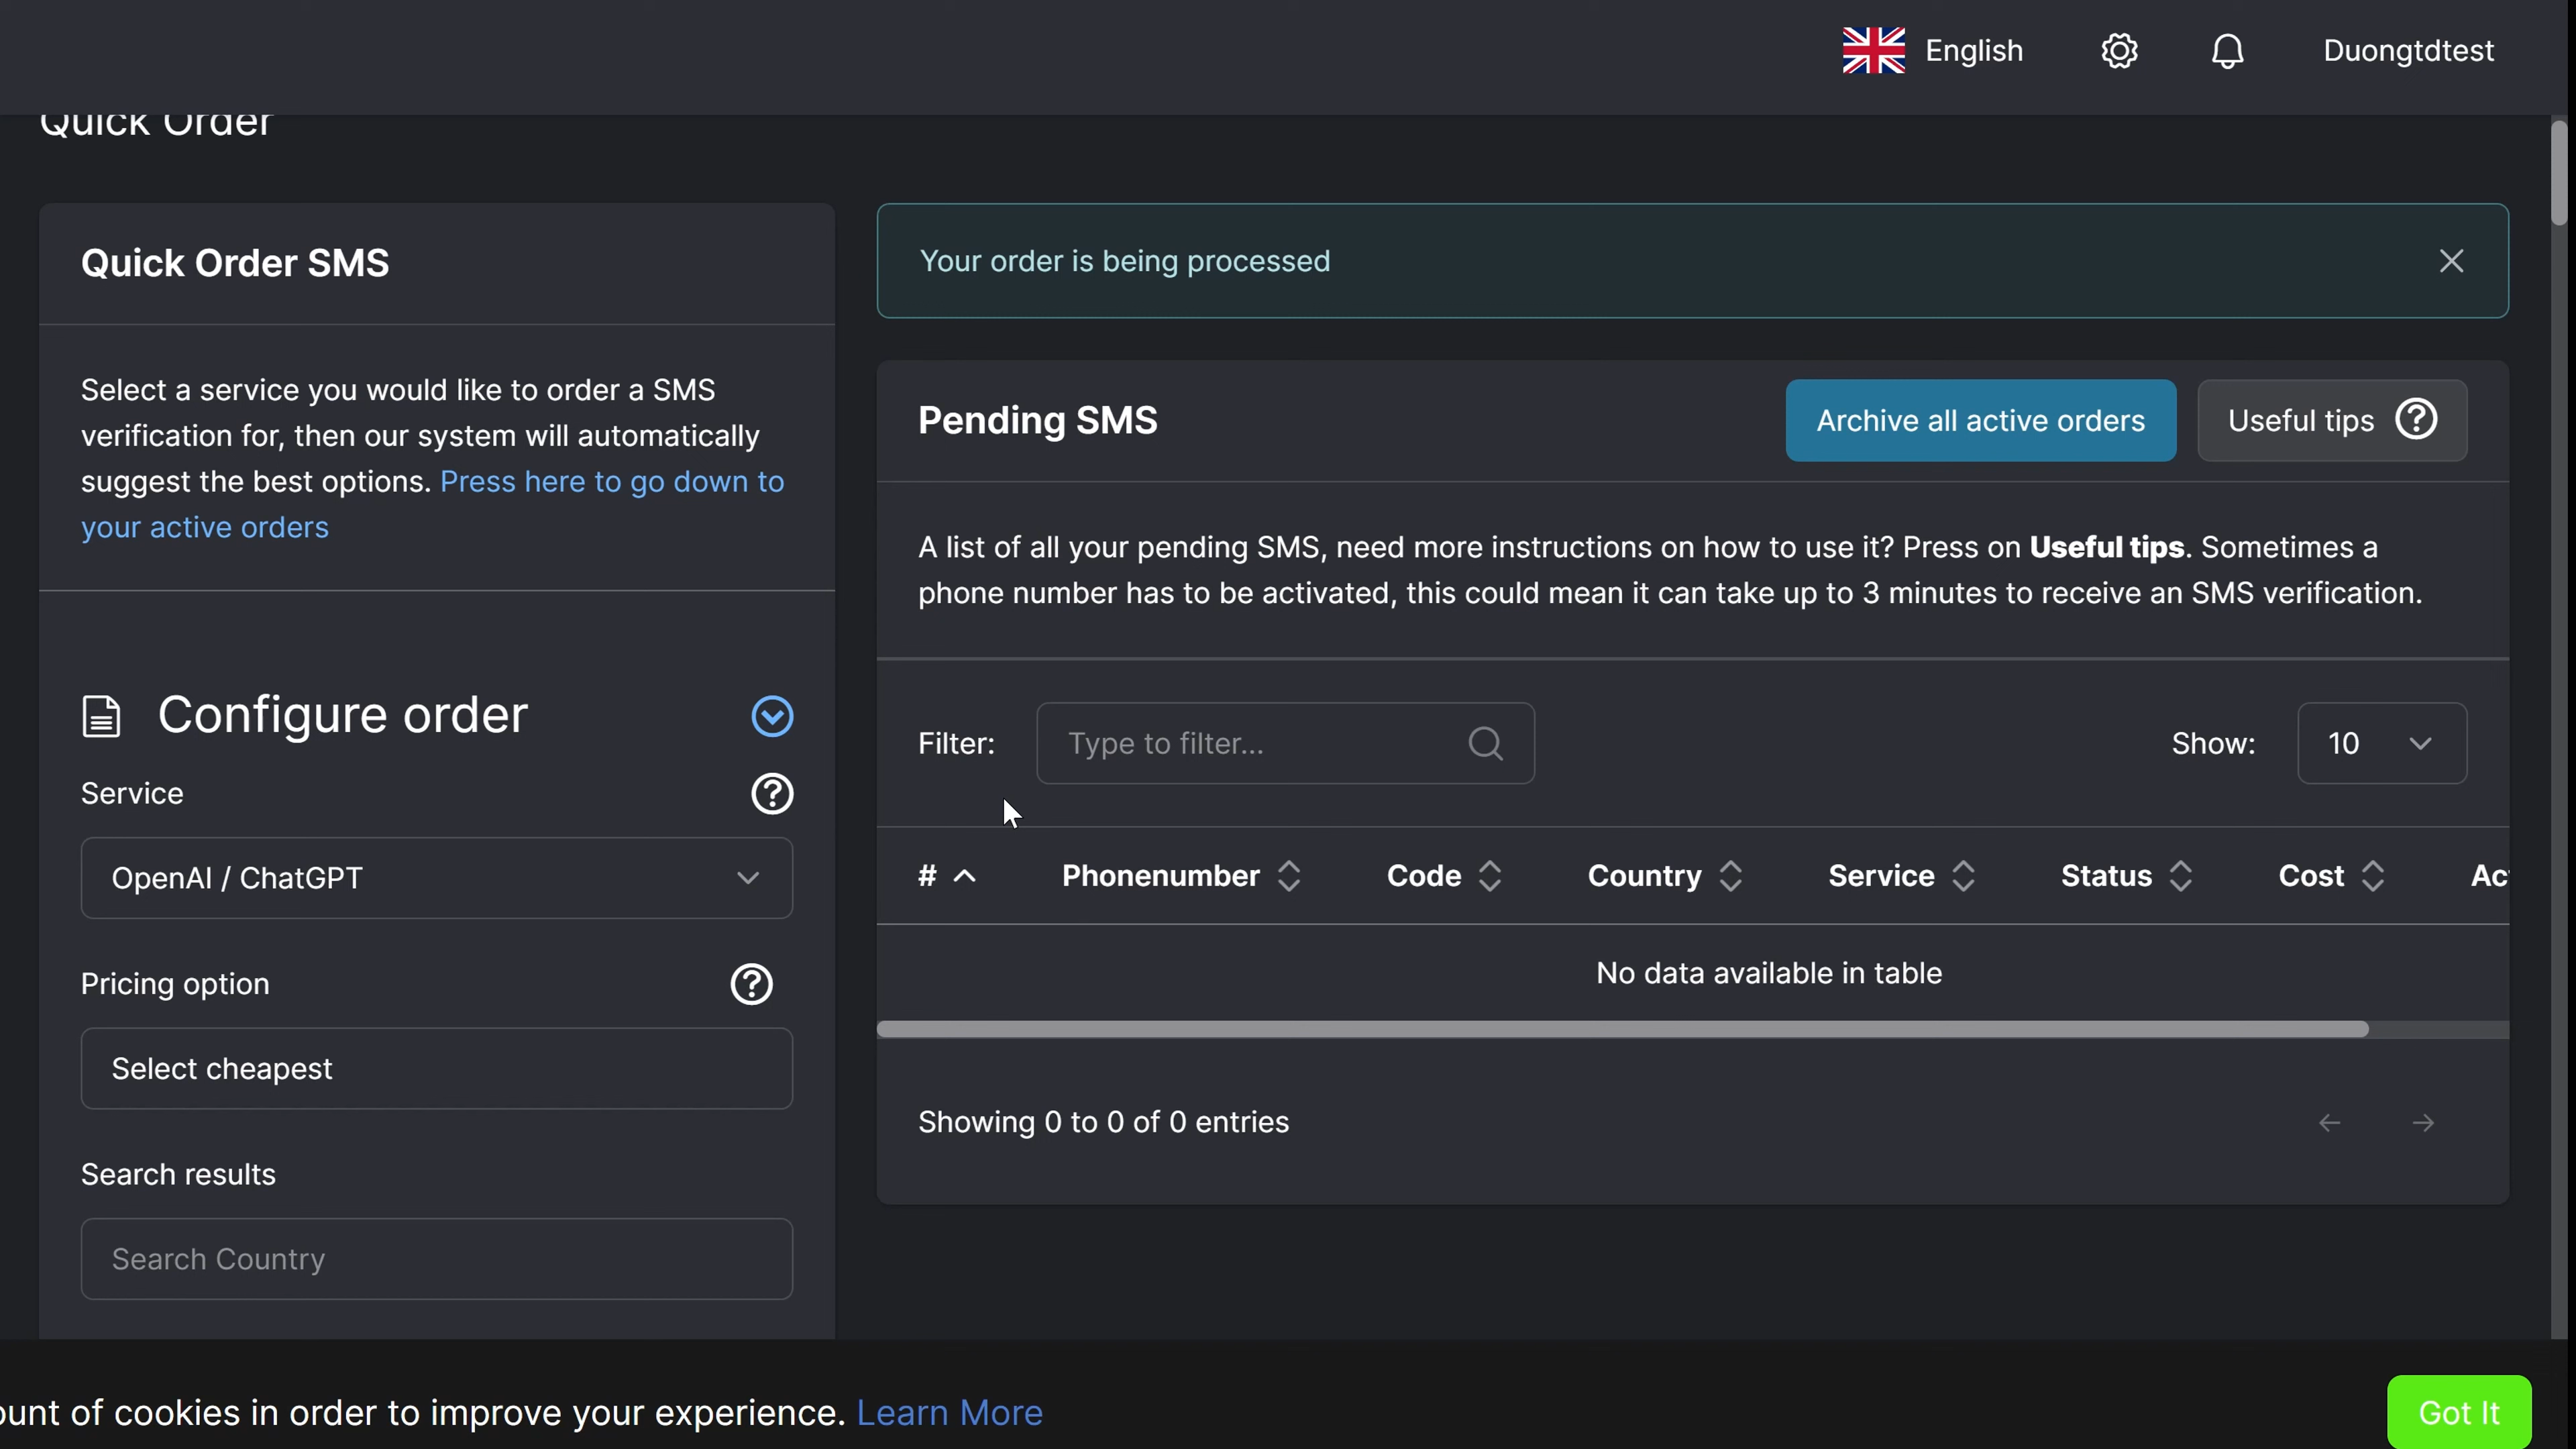 English
Duongtdtest
Quick Order
Quick Order SMS
Select a service you would like to order a SMS
verification for, then our system will automatically
suggest the best options. Press here to go down to
your active orders
Configure order
Service
OpenAI / ChatGPT
Pricing option
Select cheapest
Search results
Search Country
Your order is being processed
Pending SMS
Archive all active orders
Useful tips
A list of all your pending SMS, need more instructions on how to use it? Press on Useful tips. Sometimes a
phone number has to be activated, this could mean it can take up to 3 minutes to receive an SMS verification.
Filter: Type to filter... Show: 10
# Phonenumber Code Country Service Status Cost
No data available in table
Showing 0 to 0 of 0 entries
of cookies in order to improve your experience. Learn More
Got It